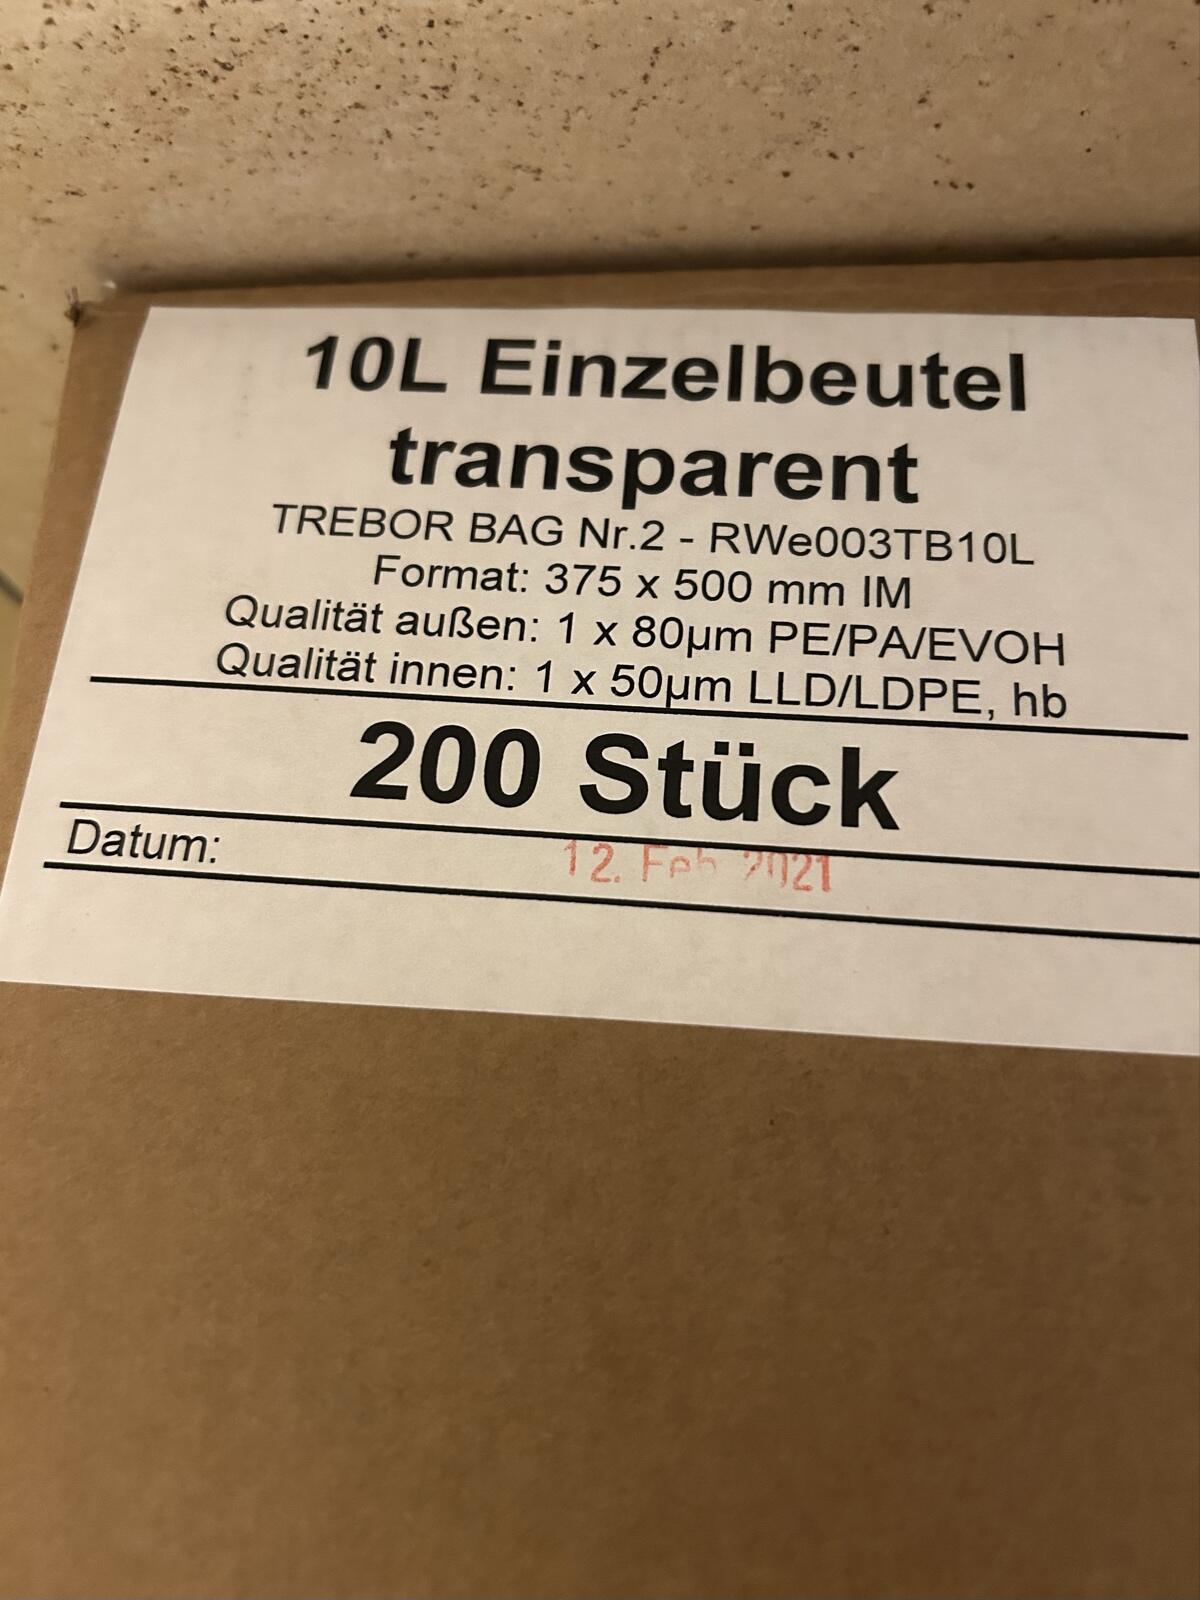 10L Einzelbeutel
transparent
TREBOR BAG Nr.2 - RWe003TB10L
Format: 375 x 500 mm IM
Qualität außen: 1 x 80µm PE/PA/EVOH
Qualität innen: 1 x 50µm LLD/LDPE, hb
200 Stück
Datum: 12. Feb 2021